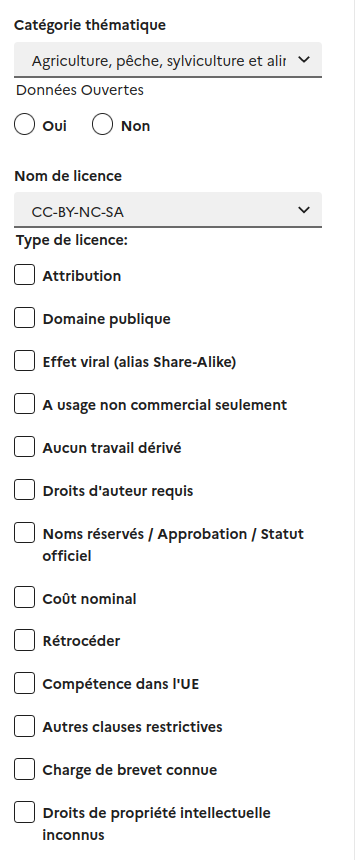 Catégorie thématique
Agriculture, pêche, sylviculture et alir
Données Ouvertes
Oui Non
Nom de licence
CC-BY-NC-SA
Type de licence:
Attribution
Domaine publique
Effet viral (alias Share-Alike)
A usage non commercial seulement
Aucun travail dérivé
Droits d'auteur requis
Noms réservés / Approbation / Statut
officiel
Coût nominal
Rétrocéder
Compétence dans l'UE
Autres clauses restrictives
Charge de brevet connue
Droits de propriété intellectuelle
inconnus